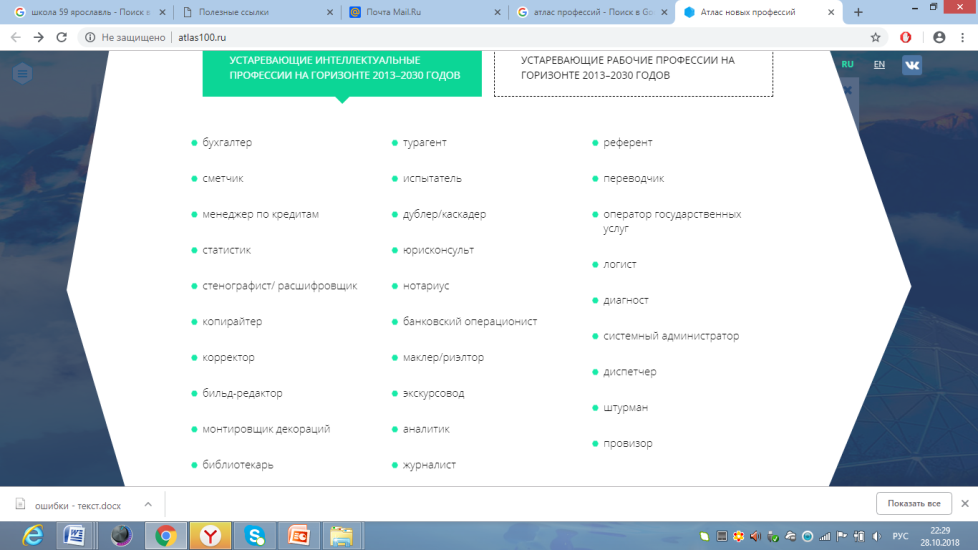 школа 59 ярославль - Поиск в
Полезные ссылки
Почта Mail.Ru
атлас профессий - Поиск в Goo
Атлас новых профессий
Не защищено | atlas100.ru
УСТАРЕВАЮЩИЕ ИНТЕЛЛЕКТУАЛЬНЫЕ
ПРОФЕССИИ НА ГОРИЗОНТЕ 2013–2030 ГОДОВ
УСТАРЕВАЮЩИЕ РАБОЧИЕ ПРОФЕССИИ НА
ГОРИЗОНТЕ 2013–2030 ГОДОВ
RU EN
бухгалтер
сметчик
менеджер по кредитам
статистик
стенографист/ расшифровщик
копирайтер
корректор
бильд-редактор
монтировщик декораций
библиотекарь
турагент
испытатель
дублер/каскадер
юрисконсульт
нотариус
банковский операционист
маклер/риэлтор
экскурсовод
аналитик
журналист
референт
переводчик
оператор государственных
услуг
логист
диагност
системный администратор
диспетчер
штурман
провизор
ошибки - текст.docx
Показать все
РУС
22:29
28.10.2018